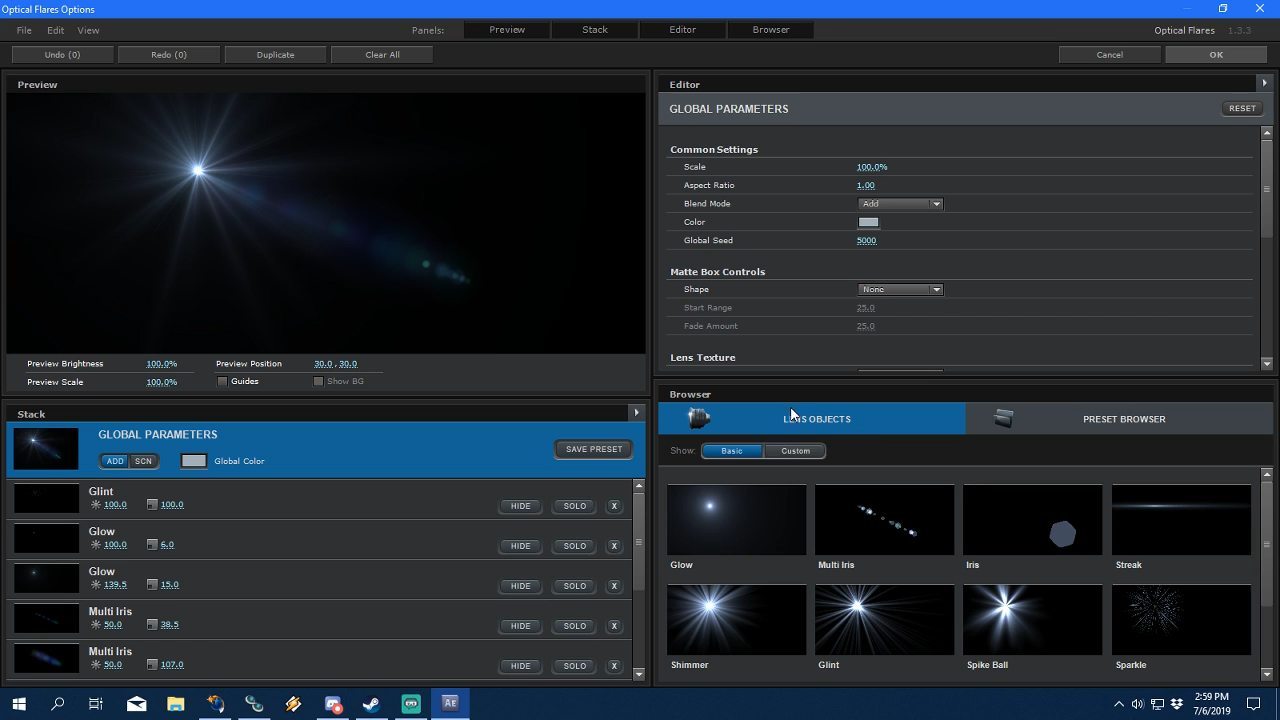 Optical Flares Options
File Edit View Panels: Preview Stack Editor Browser Optical Flares 1.3.3
Undo (0) Redo (0) Duplicate Clear All Cancel OK
Preview
Preview Brightness 100.0% Preview Position 30.0 , 30.0
Preview Scale 100.0% Guides Show BG
Stack
GLOBAL PARAMETERS
ADD SCN Global Color SAVE PRESET
Glint
100.0 100.0 HIDE SOLO X
Glow
100.0 6.0 HIDE SOLO X
Glow
139.5 15.0 HIDE SOLO X
Multi Iris
50.0 38.5 HIDE SOLO X
Multi Iris
50.0 107.0 HIDE SOLO X
Editor
GLOBAL PARAMETERS RESET
Common Settings
Scale 100.0%
Aspect Ratio 1.00
Blend Mode Add
Color
Global Seed 5000
Matte Box Controls
Shape None
Start Range 25.0
Fade Amount 25.0
Lens Texture
Browser
LENS OBJECTS PRESET BROWSER
Show: Basic Custom
Glow Multi Iris Iris Streak
Shimmer Glint Spike Ball Sparkle
Ae
2:59 PM
7/6/2019